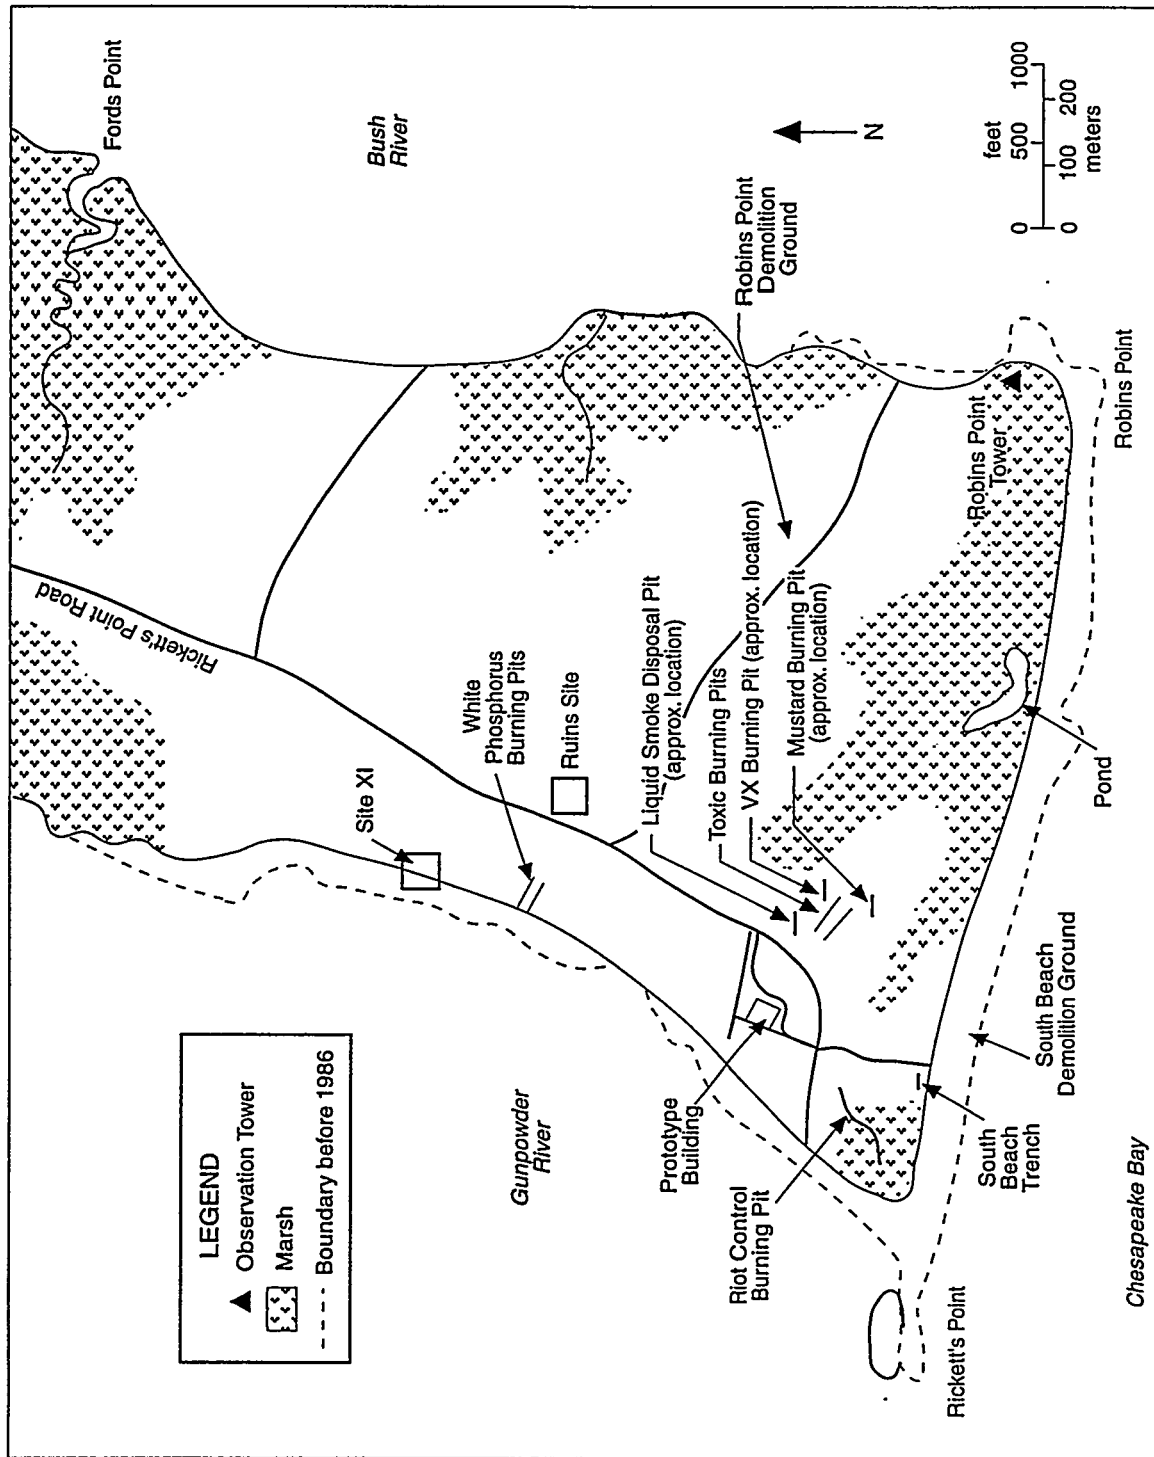 LEGEND
Observation Tower
Marsh
Boundary before 1986
Fords Point
Bush
River
Rickett's Point Road
Site XI
White
Phosphorus
Burning Pits
Ruins Site
Gunpowder
River
Liquid Smoke Disposal Pit
(approx. location)
Toxic Burning Pits
VX Burning Pit (approx. location)
Mustard Burning Pit
(approx. location)
Robins Point
Demolition
Ground
Prototype
Building
Riot Control
Burning Pit
Robins Point
Tower
Robins Point
Pond
South Beach
Demolition Ground
South
Beach
Trench
Rickett's Point
Chesapeake Bay
N
feet
0 500 1000
0 100 200
meters